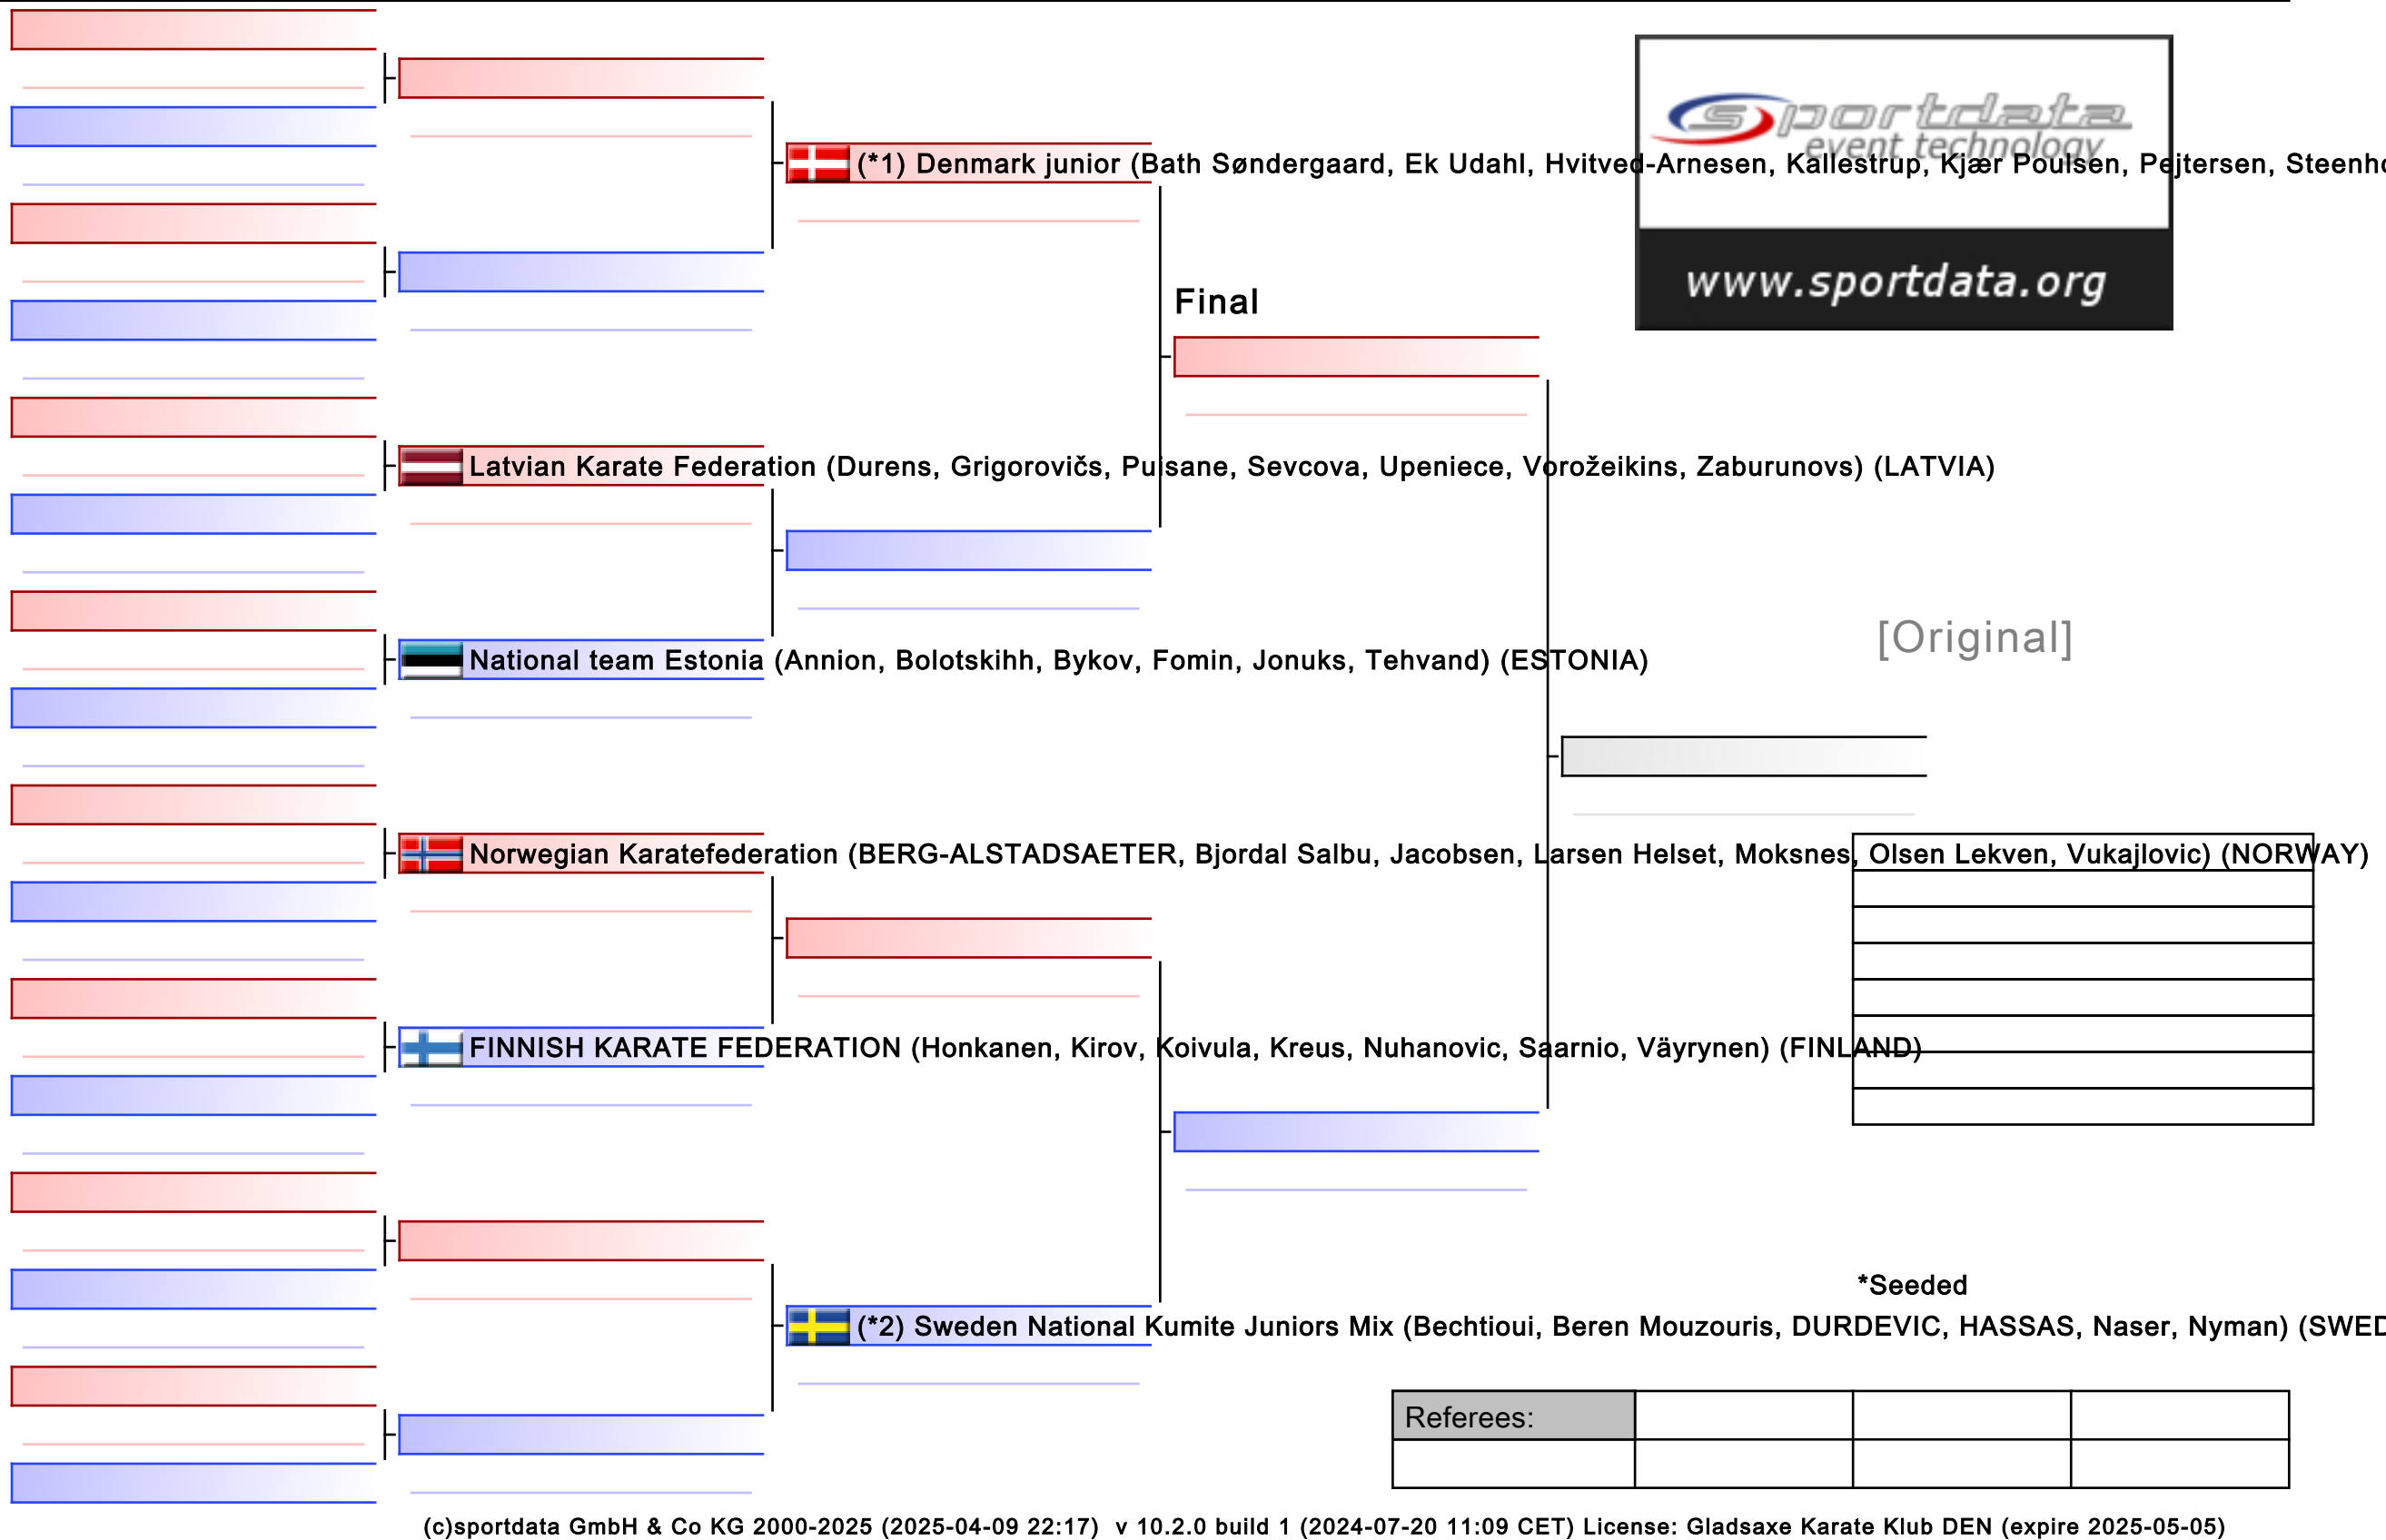 sportdata
event technology
(*1) Denmark junior (Bath Søndergaard, Ek Udahl, Hvitved-Arnesen, Kallestrup, Kjær Poulsen, Pejtersen,
www.sportdata.org
Final
Latvian Karate Federation (Durens, Grigorovičs, Puisane, Sevcova, Upeniece, Vorožeikins, Zaburunovs) (LATVIA)
[Original]
National team Estonia (Annion, Bolotskihh, Bykov, Fomin, Jonuks, Tehvand) (ESTONIA)
Norwegian Karatefederation (BERG-ALSTADSAETER, Bjordal Salbu, Jacobsen, Larsen Helset, Moksnes, Olsen Lekven, Vukajlovic) (NORWAY)
FINNISH KARATE FEDERATION (Honkanen, Kirov, Koivula, Kreus, Nuhanovic, Saarnio, Väyrynen) (FINLAND)
*Seeded
(*2) Sweden National Kumite Juniors Mix (Bechtioui, Beren Mouzouris, DURDEVIC, HASSAS, Naser, Nyman) (SWED
Referees:
(c)sportdata GmbH & Co KG 2000-2025 (2025-04-09 22:17) v 10.2.0 build 1 (2024-07-20 11:09 CET) License: Gladsaxe Karate Klub DEN (expire 2025-05-05)